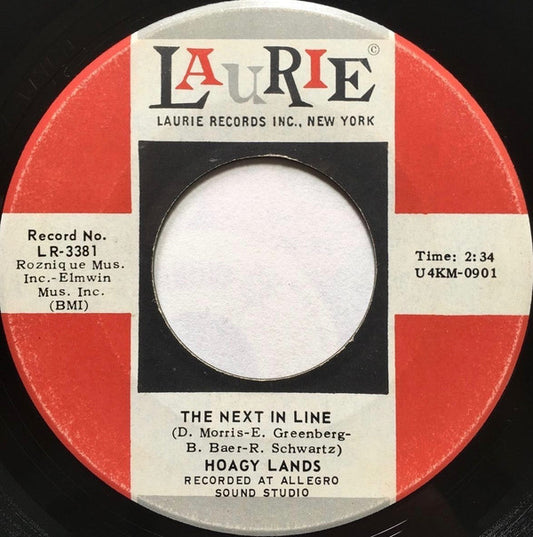 LAURIE ©
LAURIE RECORDS INC., NEW YORK
Record No.
LR-3381
Roznique Mus.
Inc.-Elmwin
Mus. Inc.
(BMI)
Time: 2:34
U4KM-0901
THE NEXT IN LINE
(D. Morris-E. Greenberg-
B. Baer-R. Schwartz)
HOAGY LANDS
RECORDED AT ALLEGRO
SOUND STUDIO